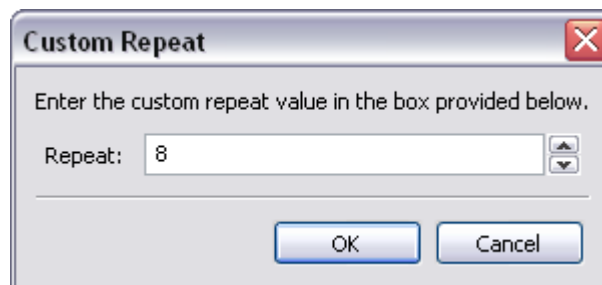 Custom Repeat
Enter the custom repeat value in the box provided below.
Repeat: 8
OK Cancel